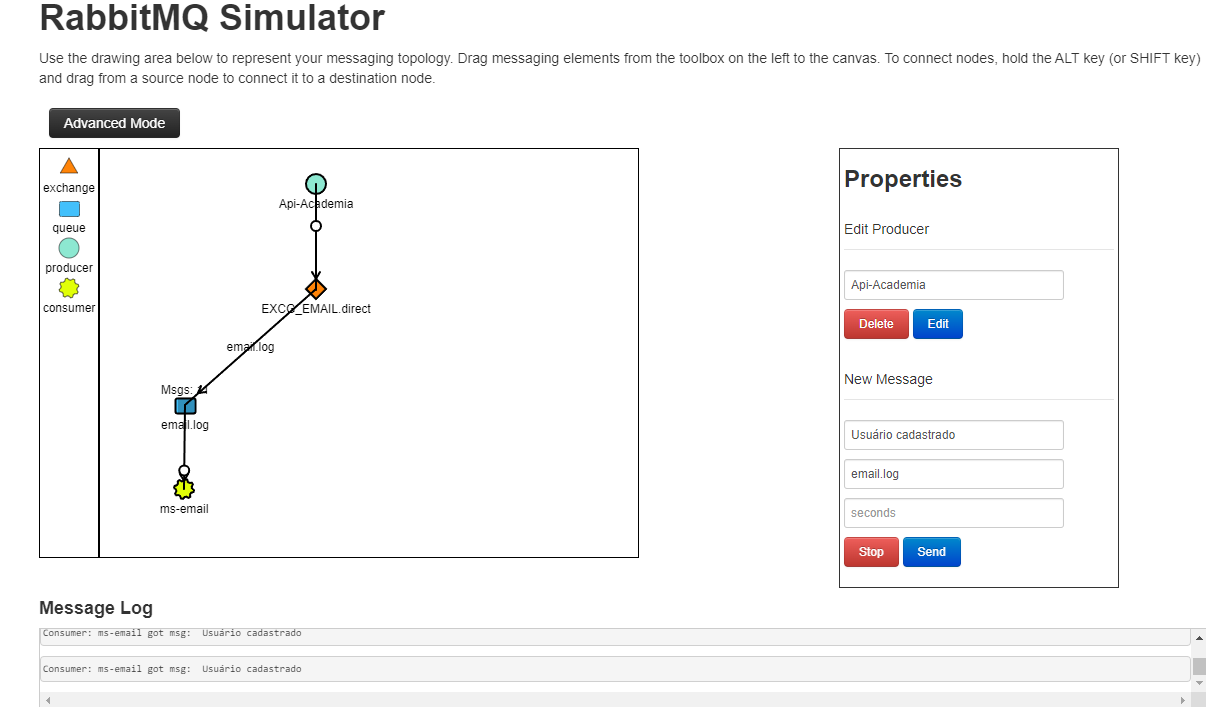 RabbitMQ Simulator
Use the drawing area below to represent your messaging topology. Drag messaging elements from the toolbox on the left to the canvas. To connect nodes, hold the ALT key (or SHIFT key)
and drag from a source node to connect it to a destination node.
Advanced Mode
exchange
queue
producer
consumer
Api-Academia
EXCG_EMAIL.direct
email.log
Msgs:
email.log
ms-email
Properties
Edit Producer
Api-Academia
Delete Edit
New Message
Usuário cadastrado
email.log
seconds
Stop Send
Message Log
Consumer: ms-email got msg: Usuário cadastrado
Consumer: ms-email got msg: Usuário cadastrado